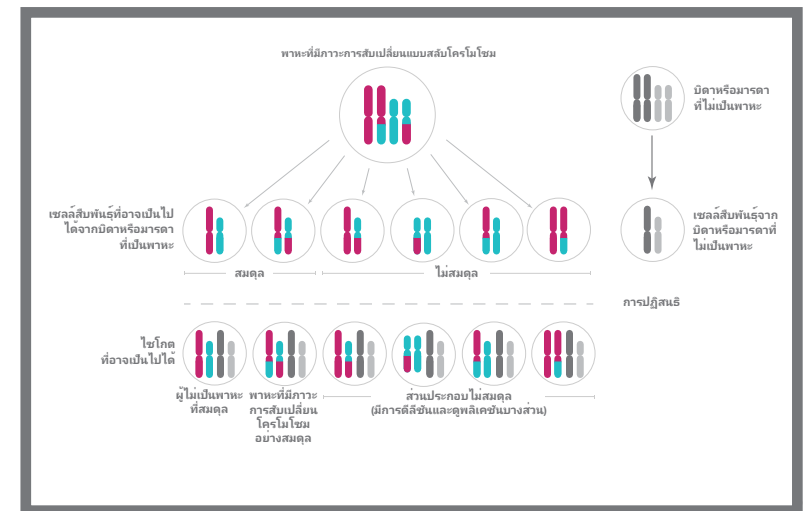 พาหะที่มีภาวะการสับเปลี่ยนแบบสลับโครโมโซม
บิดาหรือมารดา
ที่ไม่เป็นพาหะ
เซลล์สืบพันธุ์ที่อาจเป็นไป
ได้จากบิดาหรือมารดา
ที่เป็นพาหะ
เซลล์สืบพันธุ์จาก
บิดาหรือมารดาที่
ไม่เป็นพาหะ
สมดุล
ไม่สมดุล
การปฏิสนธิ
ไซโกต
ที่อาจเป็นไปได้
ผู้ไม่เป็นพาหะ
ที่สมดุล
พาหะที่มีภาวะ
การสับเปลี่ยน
โครโมโซม
อย่างสมดุล
ส่วนประกอบไม่สมดุล
(มีการดีลีชันและดูพลิเคชันบางส่วน)